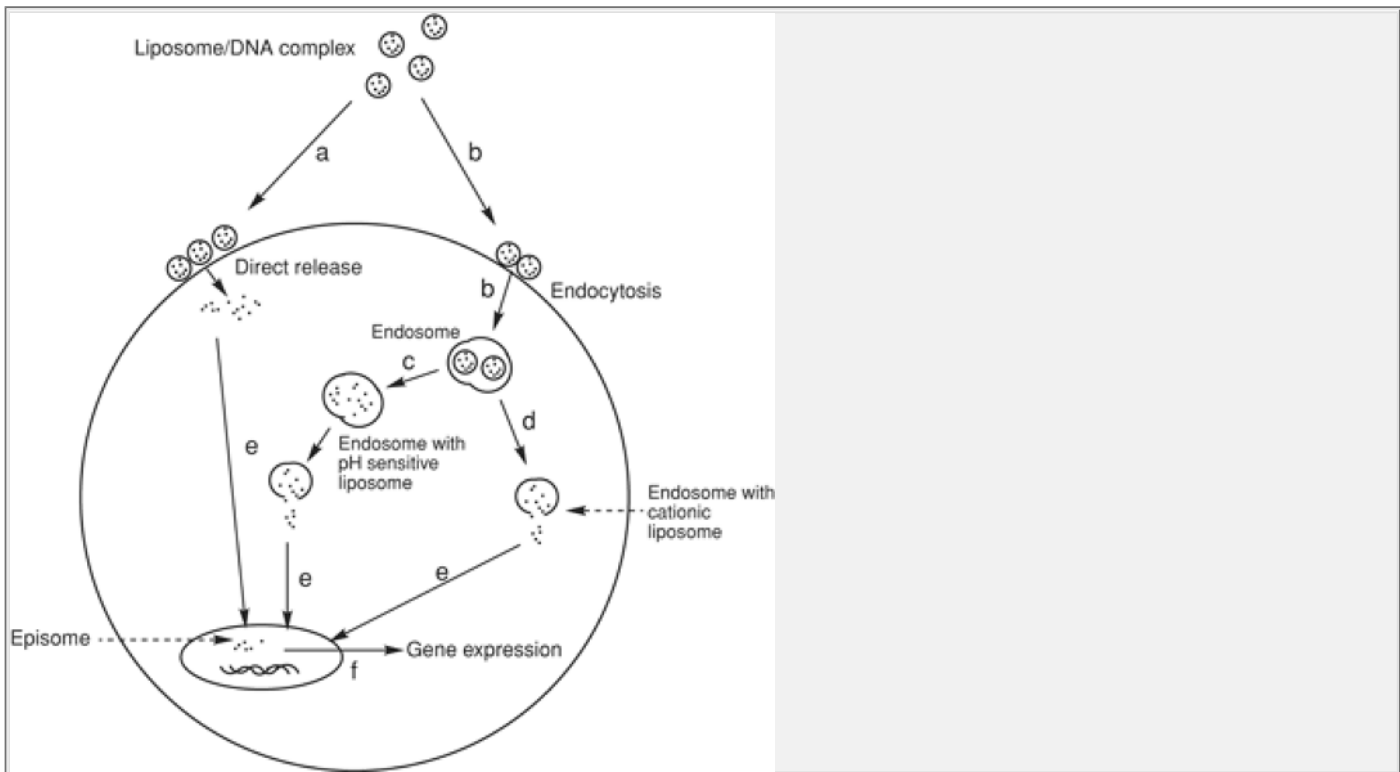 Liposome/DNA complex
a
b
Direct release
b
Endocytosis
Endosome
c
d
e
Endosome with
pH sensitive
liposome
Endosome with
cationic
liposome
e
e
Episome
Gene expression
f